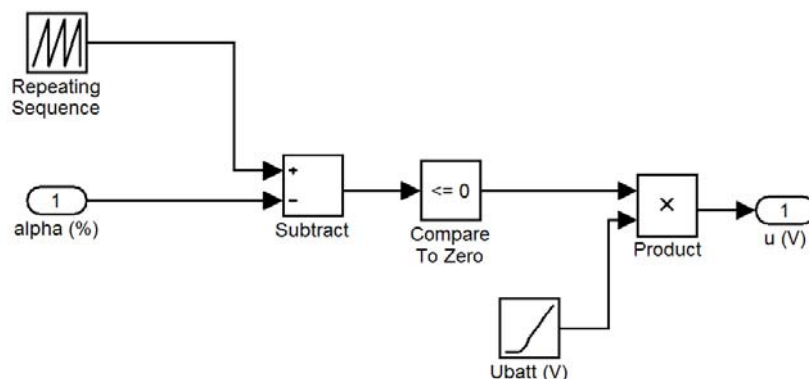 Repeating
Sequence
1
alpha (%)
+
−
Subtract
<= 0
Compare
To Zero
×
Product
1
u (V)
Ubatt (V)